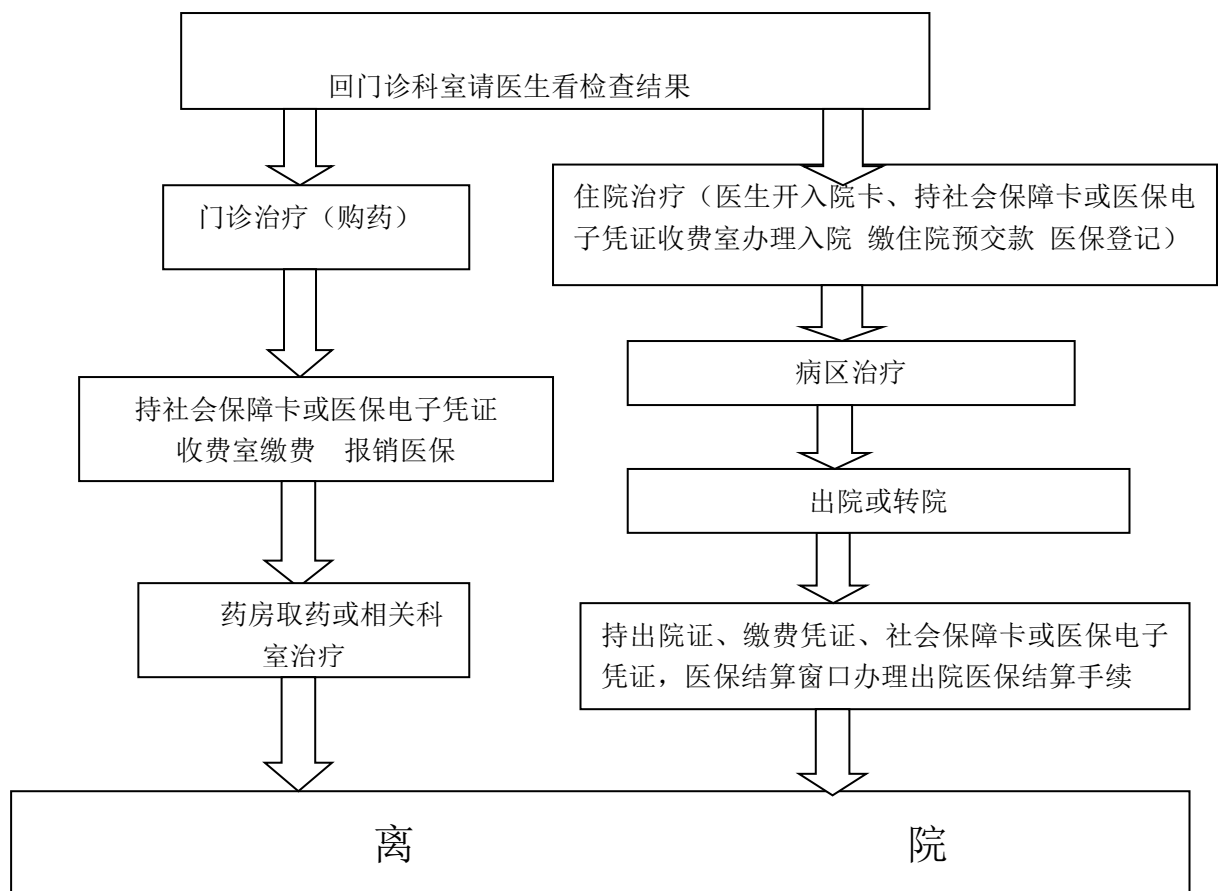 回门诊科室请医生看检查结果
门诊治疗（购药）
持社会保障卡或医保电子凭证
收费室缴费　报销医保
药房取药或相关科
室治疗
住院治疗（医生开入院卡、持社会保障卡或医保电
子凭证收费室办理入院 缴住院预交款 医保登记）
病区治疗
出院或转院
持出院证、缴费凭证、社会保障卡或医保电子
凭证，医保结算窗口办理出院医保结算手续
离　院